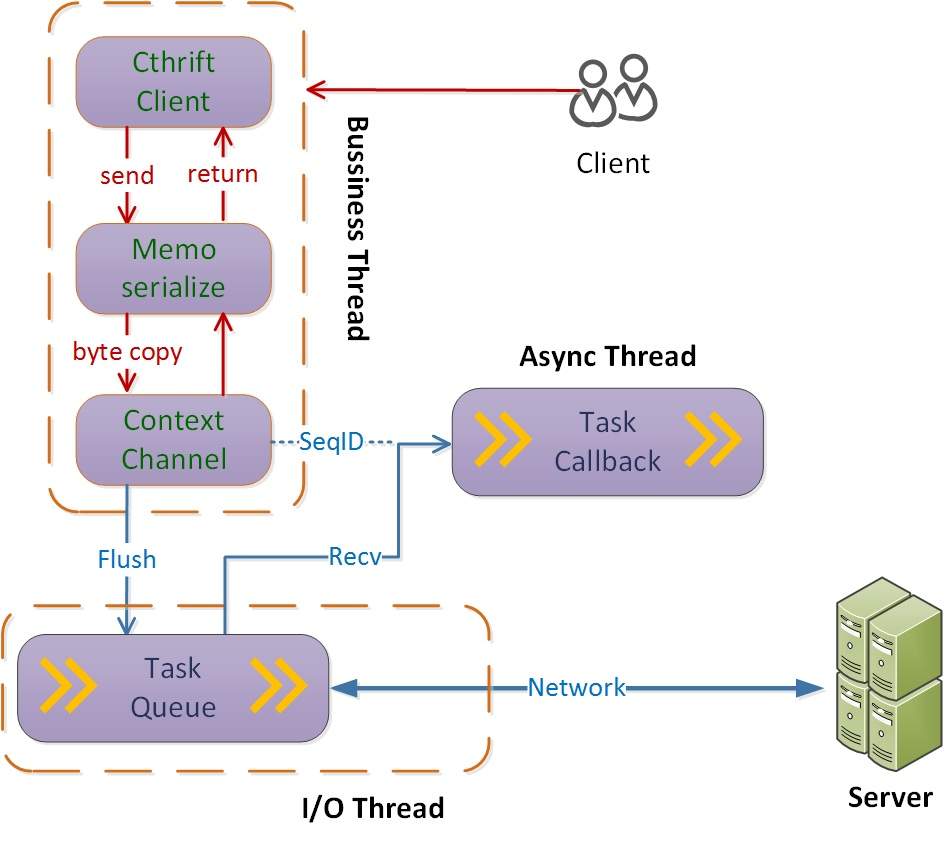 Cthrift
Client
send
return
Memo
serialize
byte copy
Context
Channel
Bussiness Thread
Client
Async Thread
Task
Callback
SeqID
Flush
Recv
Task
Queue
Network
I/O Thread
Server